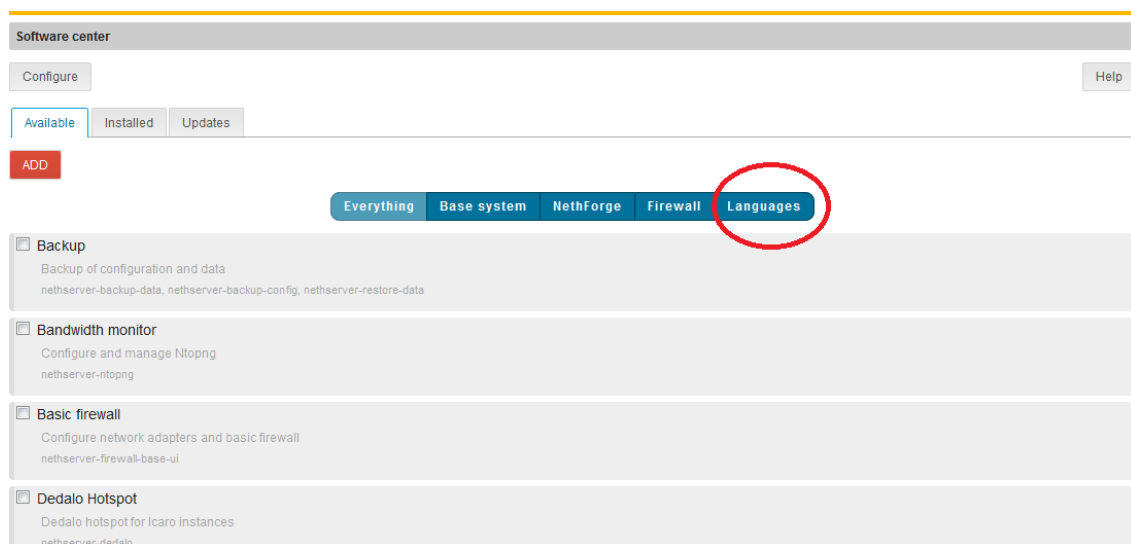 Software center
Configure Help
Available Installed Updates
ADD
Everything Base system NethForge Firewall Languages
Backup
Backup of configuration and data
nethserver-backup-data, nethserver-backup-config, nethserver-restore-data
Bandwidth monitor
Configure and manage Ntopng
nethserver-ntopng
Basic firewall
Configure network adapters and basic firewall
nethserver-firewall-base-ui
Dedalo Hotspot
Dedalo hotspot for Icaro instances
nethserver-dedalo